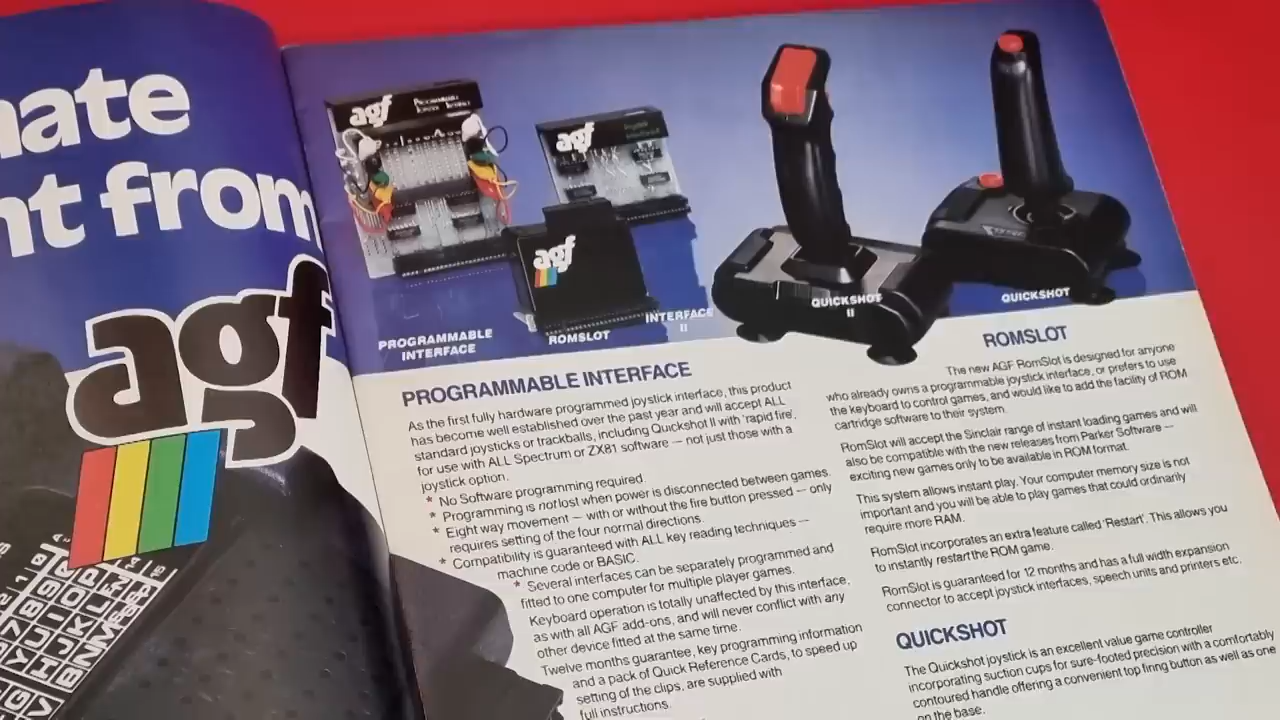 nate
nt from
agf
agf
PROGRAMMABLE
JOYSTICK INTERFACE
agf
agf
PROGRAMMABLE
INTERFACE
ROMSLOT
INTERFACE
II
QUICKSHOT
II
QUICKSHOT
PROGRAMMABLE INTERFACE
As the first fully hardware programmed joystick interface, this product
has become well established over the past year and will accept ALL
standard joysticks or trackballs, including Quickshot II with 'rapid fire',
for use with ALL Spectrum or ZX81 software — not just those with a
joystick option.
* No Software programming required.
* Programming is not lost when power is disconnected between games.
* Eight way movement — with or without the fire button pressed — only
requires setting of the four normal directions.
* Compatibility is guaranteed with ALL key reading techniques —
machine code or BASIC.
* Several interfaces can be separately programmed and
fitted to one computer for multiple player games.
Keyboard operation is totally unaffected by this interface,
as with all AGF add-ons, and will never conflict with any
other device fitted at the same time.
Twelve months guarantee, key programming information
and a pack of Quick Reference Cards, to speed up
setting of the clips, are supplied with
full instructions.
ROMSLOT
The new AGF RomSlot is designed for anyone
who already owns a programmable joystick interface, or prefers to use
the keyboard to control games, and would like to add the facility of ROM
cartridge software to their system.
RomSlot will accept the Sinclair range of instant loading games and will
also be compatible with the new releases from Parker Software —
exciting new games only to be available in ROM format.
This system allows instant play. Your computer memory size is not
important and you will be able to play games that could ordinarily
require more RAM.
RomSlot incorporates an extra feature called 'Restart'. This allows you
to instantly restart the ROM game.
RomSlot is guaranteed for 12 months and has a full width expansion
connector to accept joystick interfaces, speech units and printers etc.
QUICKSHOT
The Quickshot joystick is an excellent value game controller
incorporating suction cups for sure-footed precision with a comfortably
contoured handle offering a convenient top firing button as well as one
on the base.